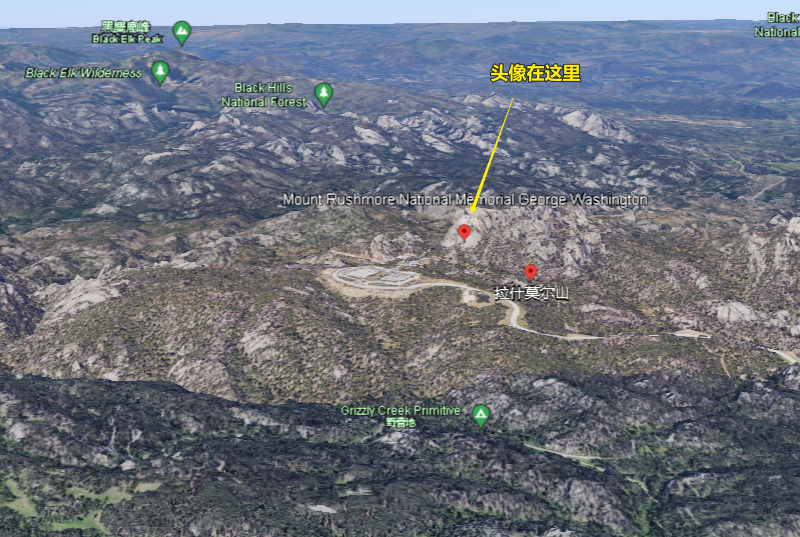 黑麋鹿峰
Black Elk Peak
Black Elk Wilderness
Black Hills
National Forest
Black
National
头像在这里
Mount Rushmore National Memorial George Washington
拉什莫尔山
Grizzly Creek Primitive
野营地